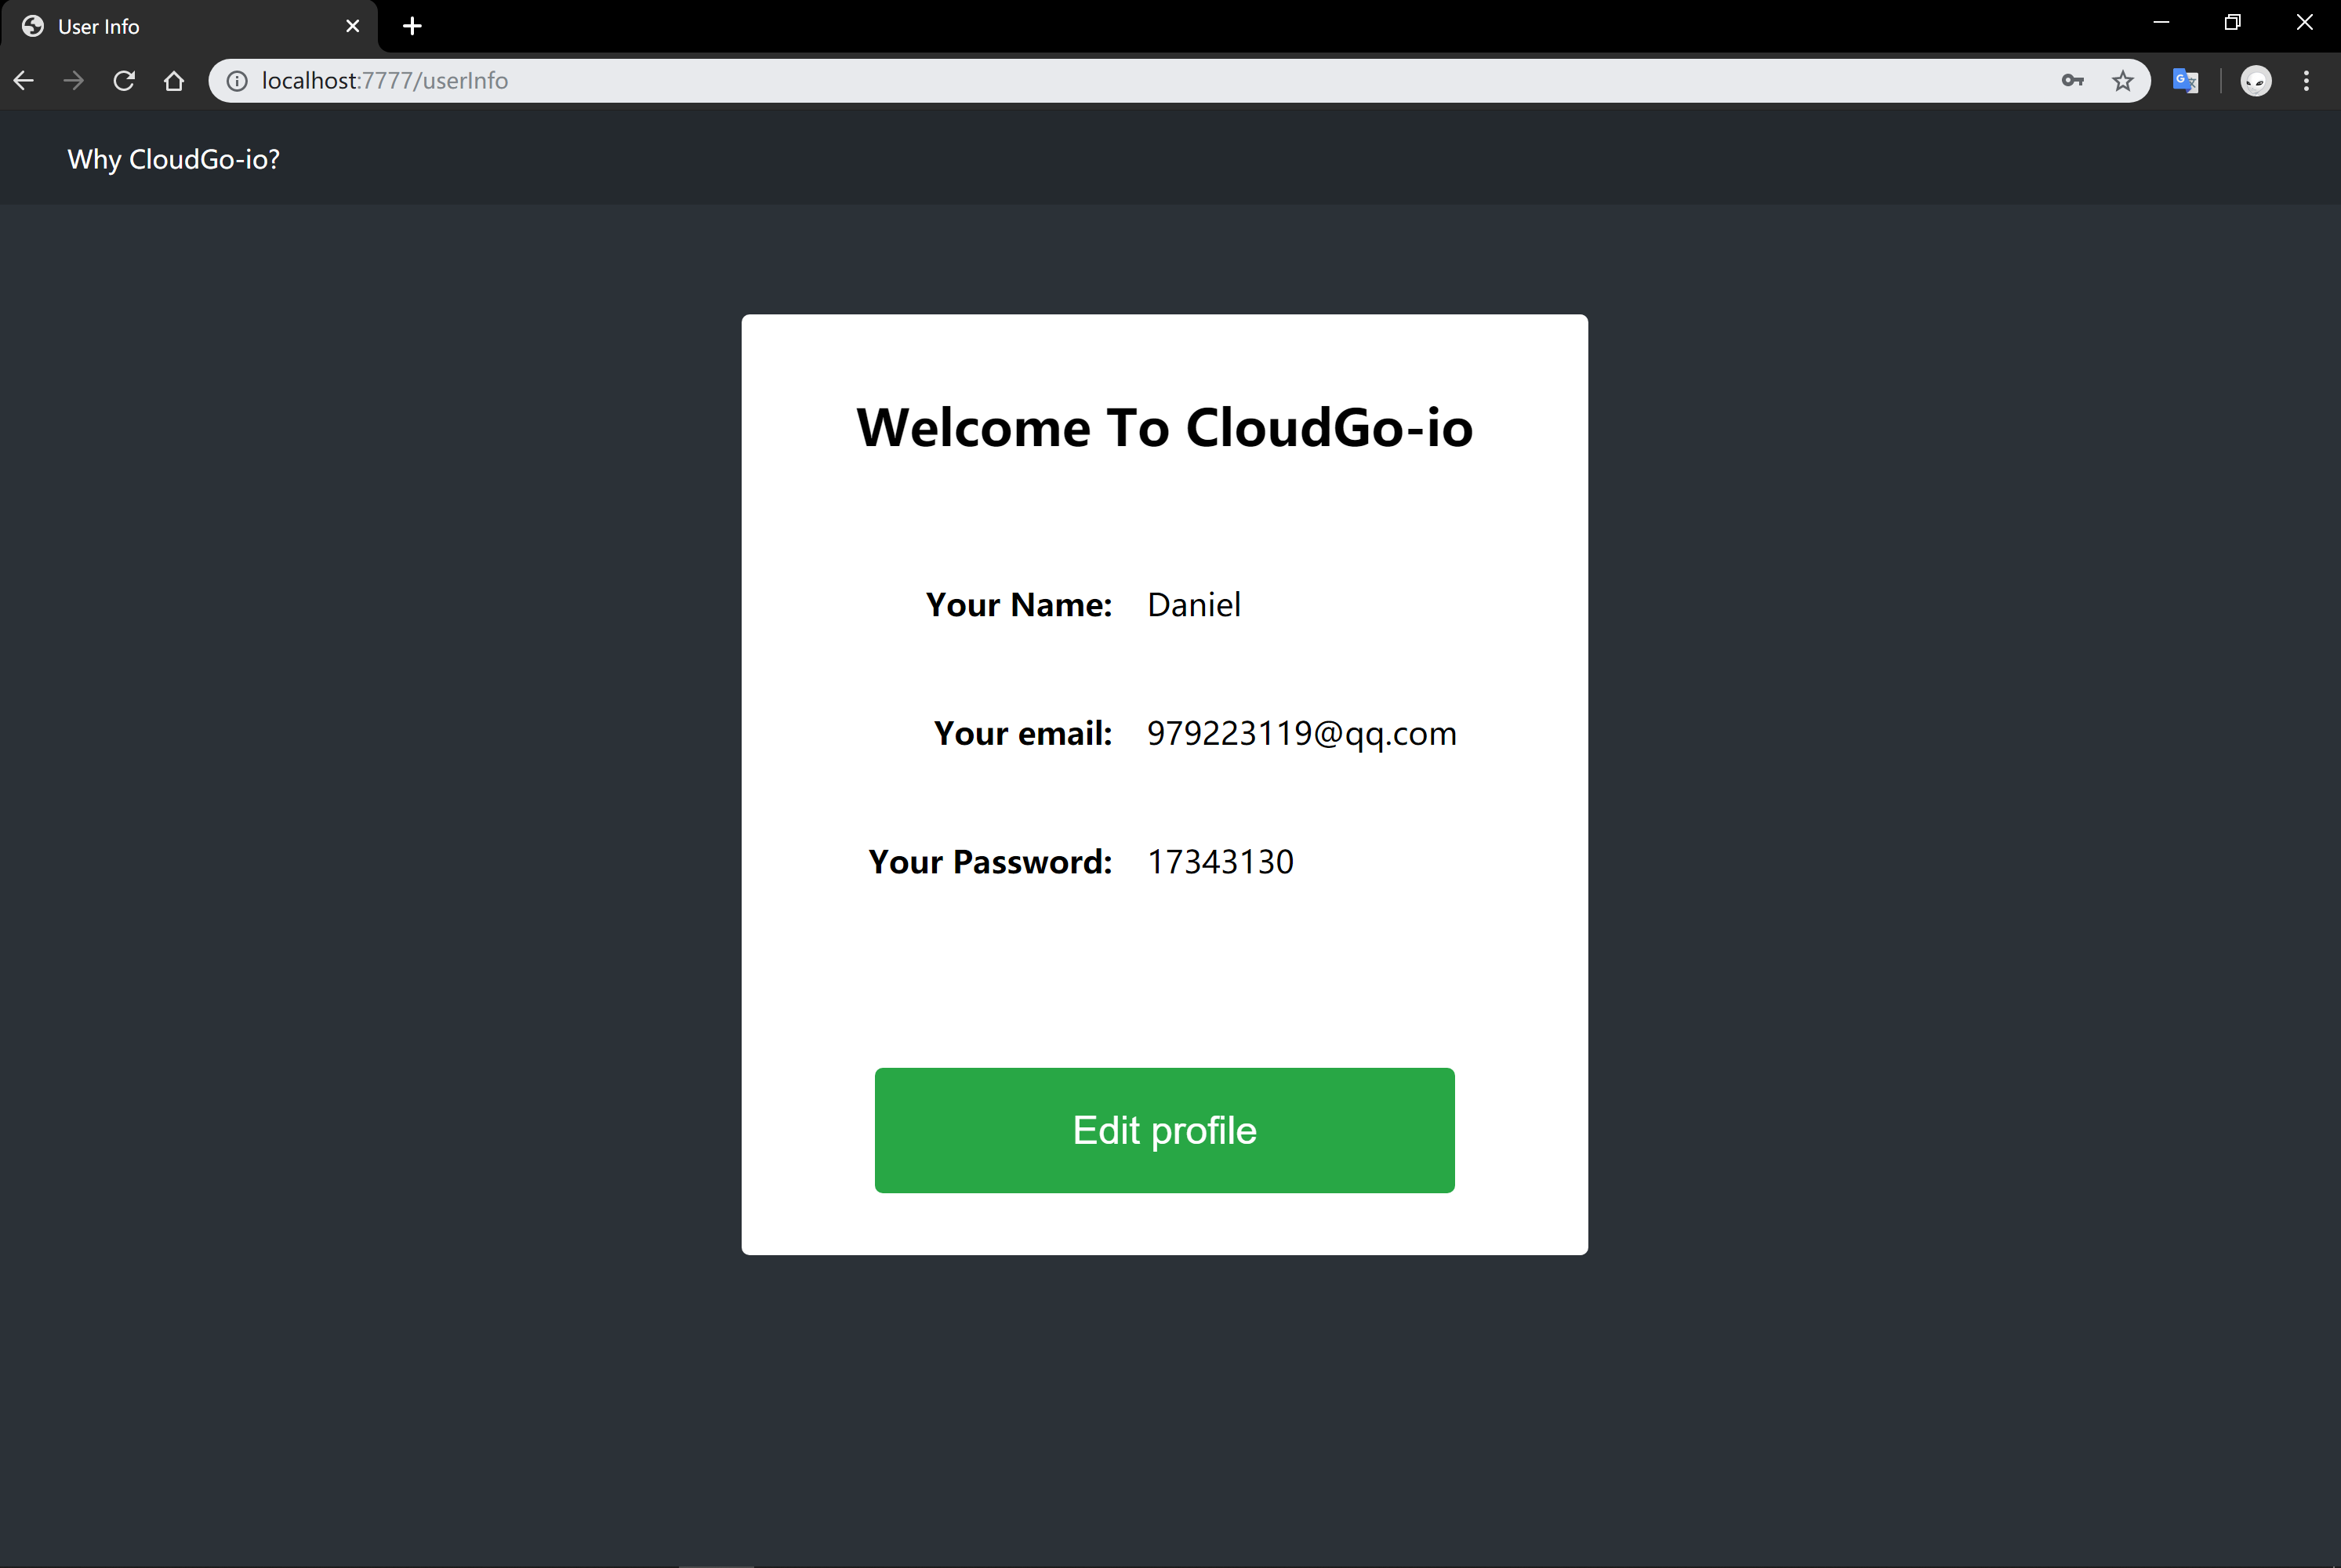 User Info
localhost:7777/userInfo
Why CloudGo-io?
Welcome To CloudGo-io
Your Name: Daniel
Your email: 979223119@qq.com
Your Password: 17343130
Edit profile